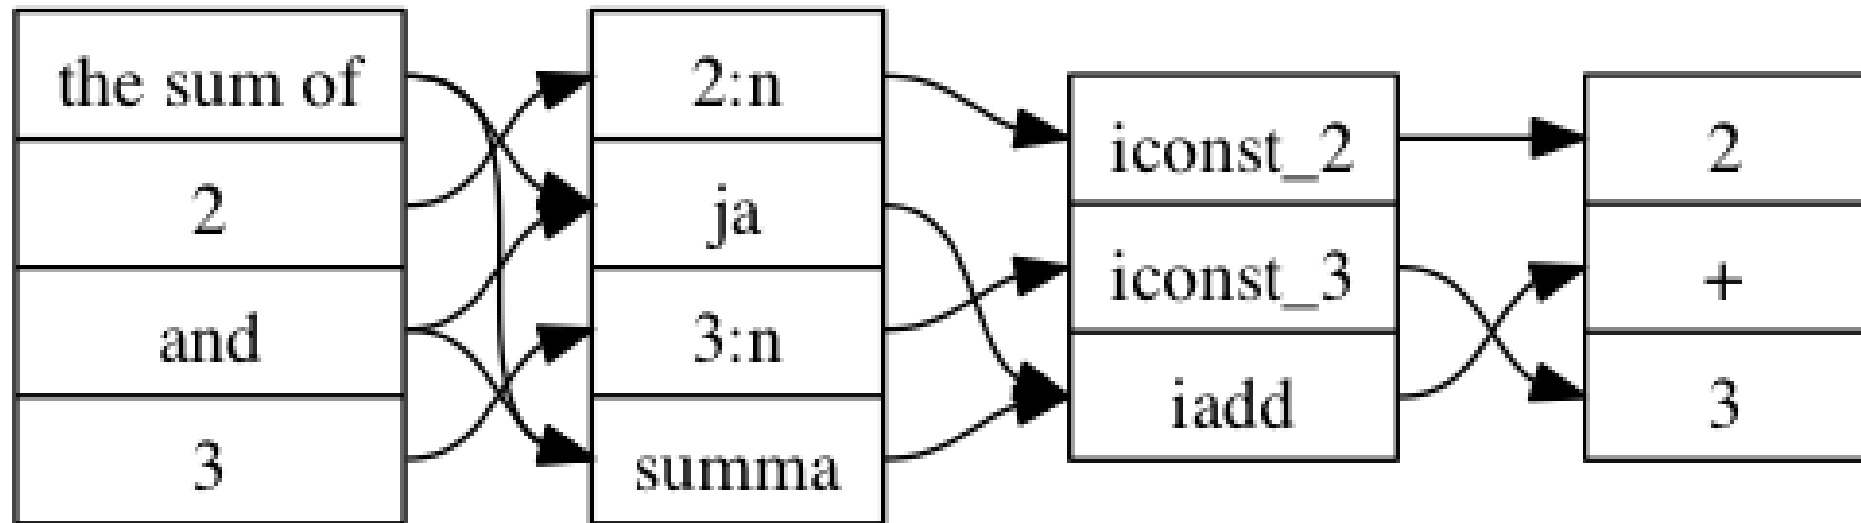 the sum of
2
and
3
2:n
ja
3:n
summa
iconst_2
iconst_3
iadd
2
+
3